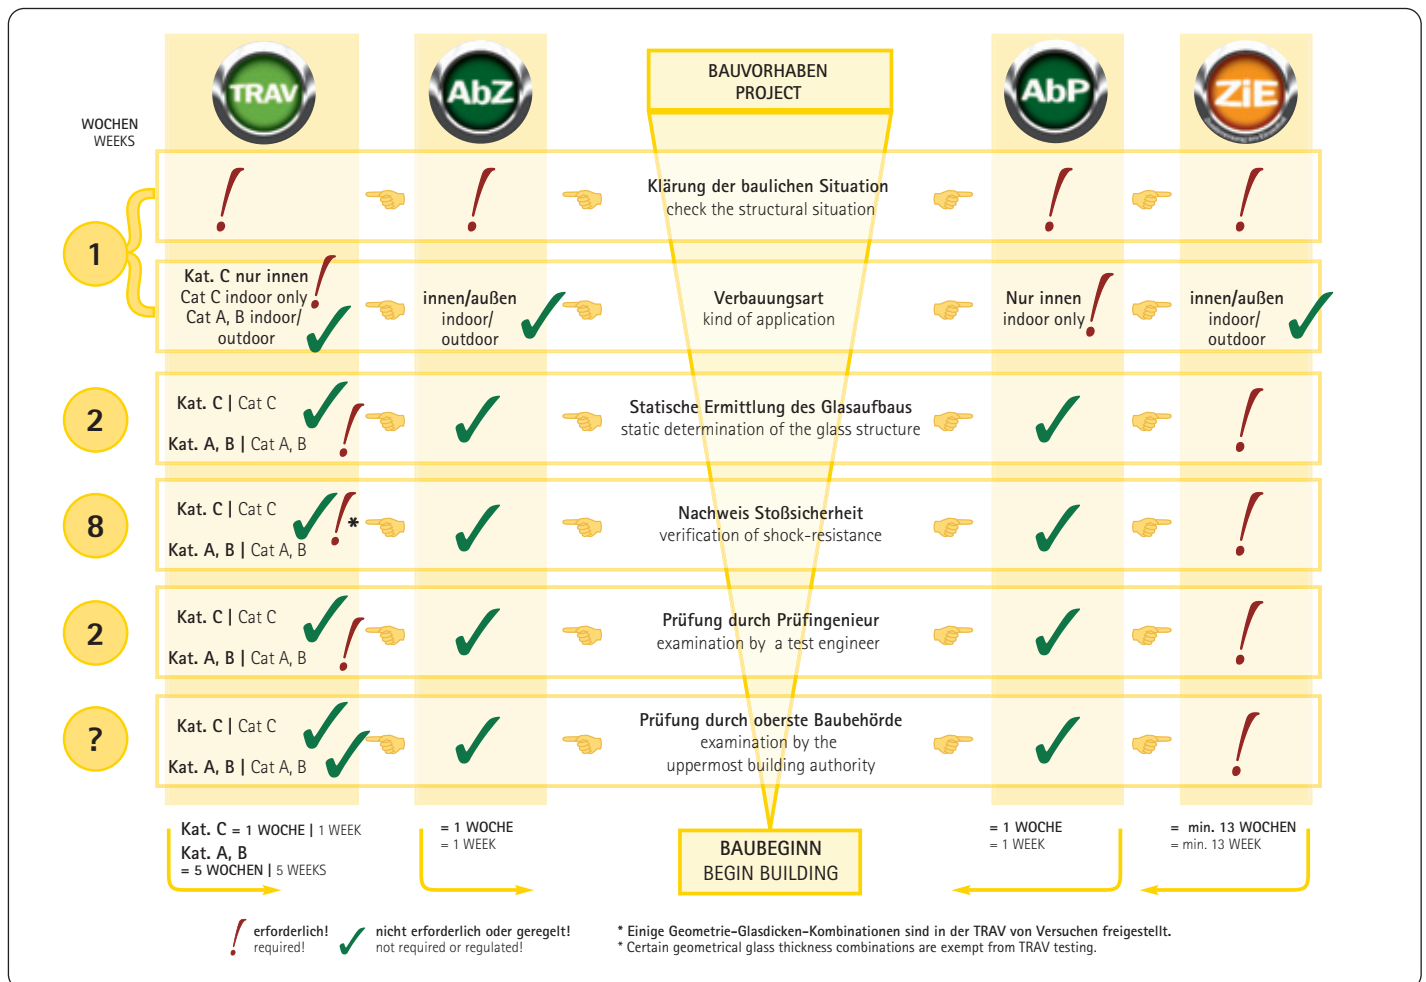 TRAV
AbZ
BAUVORHABEN
PROJECT
AbP
ZiE
WOCHEN
WEEKS
1
Klärung der baulichen Situation
check the structural situation
Kat. C nur innen
Cat C indoor only
Cat A, B indoor/
outdoor
innen/außen
indoor/
outdoor
Verbauungsart
kind of application
Nur innen
indoor only
innen/außen
indoor/
outdoor
2
Kat. C | Cat C
Kat. A, B | Cat A, B
Statische Ermittlung des Glasaufbaus
static determination of the glass structure
8
Kat. C | Cat C
*
Kat. A, B | Cat A, B
Nachweis Stoßsicherheit
verification of shock-resistance
2
Kat. C | Cat C
Kat. A, B | Cat A, B
Prüfung durch Prüfingenieur
examination by a test engineer
?
Kat. C | Cat C
Kat. A, B | Cat A, B
Prüfung durch oberste Baubehörde
examination by the
uppermost building authority
Kat. C = 1 WOCHE | 1 WEEK
Kat. A, B
= 5 WOCHEN | 5 WEEKS
= 1 WOCHE
= 1 WEEK
BAUBEGINN
BEGIN BUILDING
= 1 WOCHE
= 1 WEEK
= min. 13 WOCHEN
= min. 13 WEEK
erforderlich!
required!
nicht erforderlich oder geregelt!
not required or regulated!
* Einige Geometrie-Glasdicken-Kombinationen sind in der TRAV von Versuchen freigestellt.
* Certain geometrical glass thickness combinations are exempt from TRAV testing.